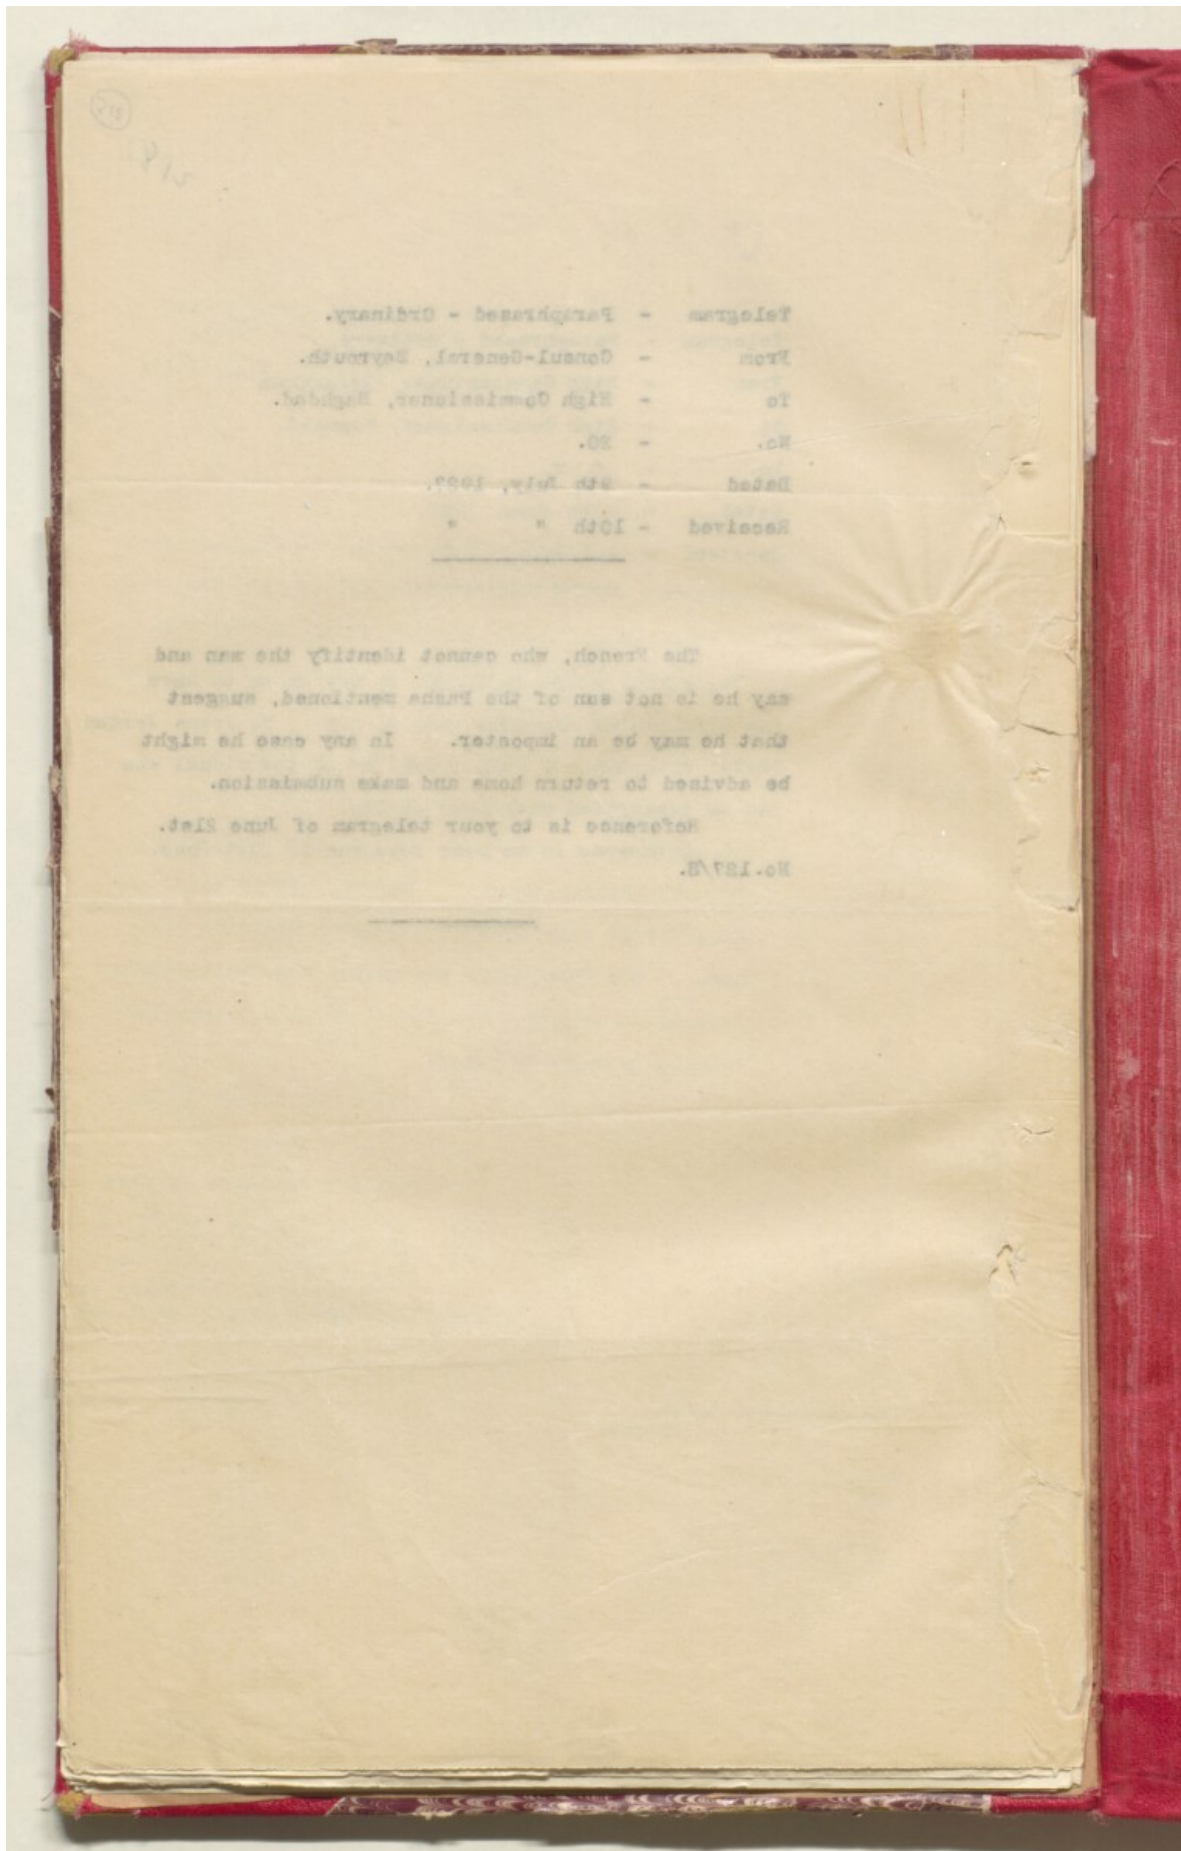 218
Telegram - Paraphrased - Ordinary.
From - Consul-General, Beyrouth.
To - High Commissioner, Baghdad.
No. - 20.
Dated - 9th July, 192
Received - 10th " "
The French, who cannot identify the man and
say he is not son of the Pasha mentioned, suggest
that he may be an imposter. In any case he might
be advised to return home and make submission.
Reference is to your telegram of June 21st.
No.127/S.